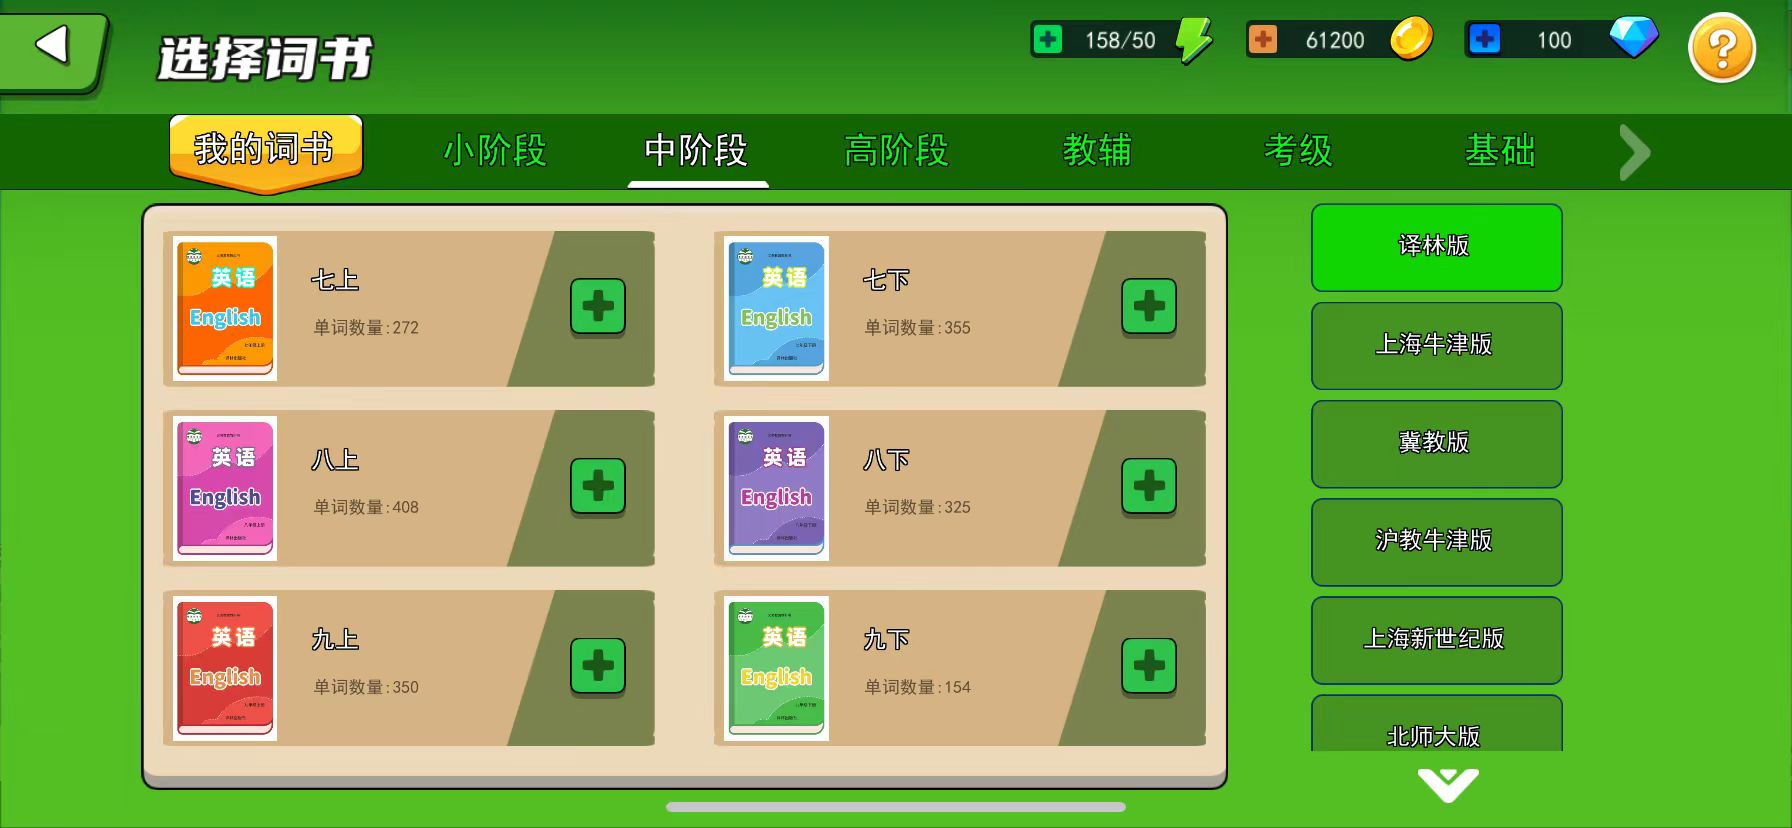 选择词书
158/50
61200
100
?
我的词书
小阶段
中阶段
高阶段
教辅
考级
基础
英语
English
七上
单词数量:272
英语
English
七下
单词数量:355
译林版
上海牛津版
英语
English
八上
单词数量:408
英语
English
八下
单词数量:325
冀教版
沪教牛津版
英语
English
九上
单词数量:350
英语
English
九下
单词数量:154
上海新世纪版
北师大版